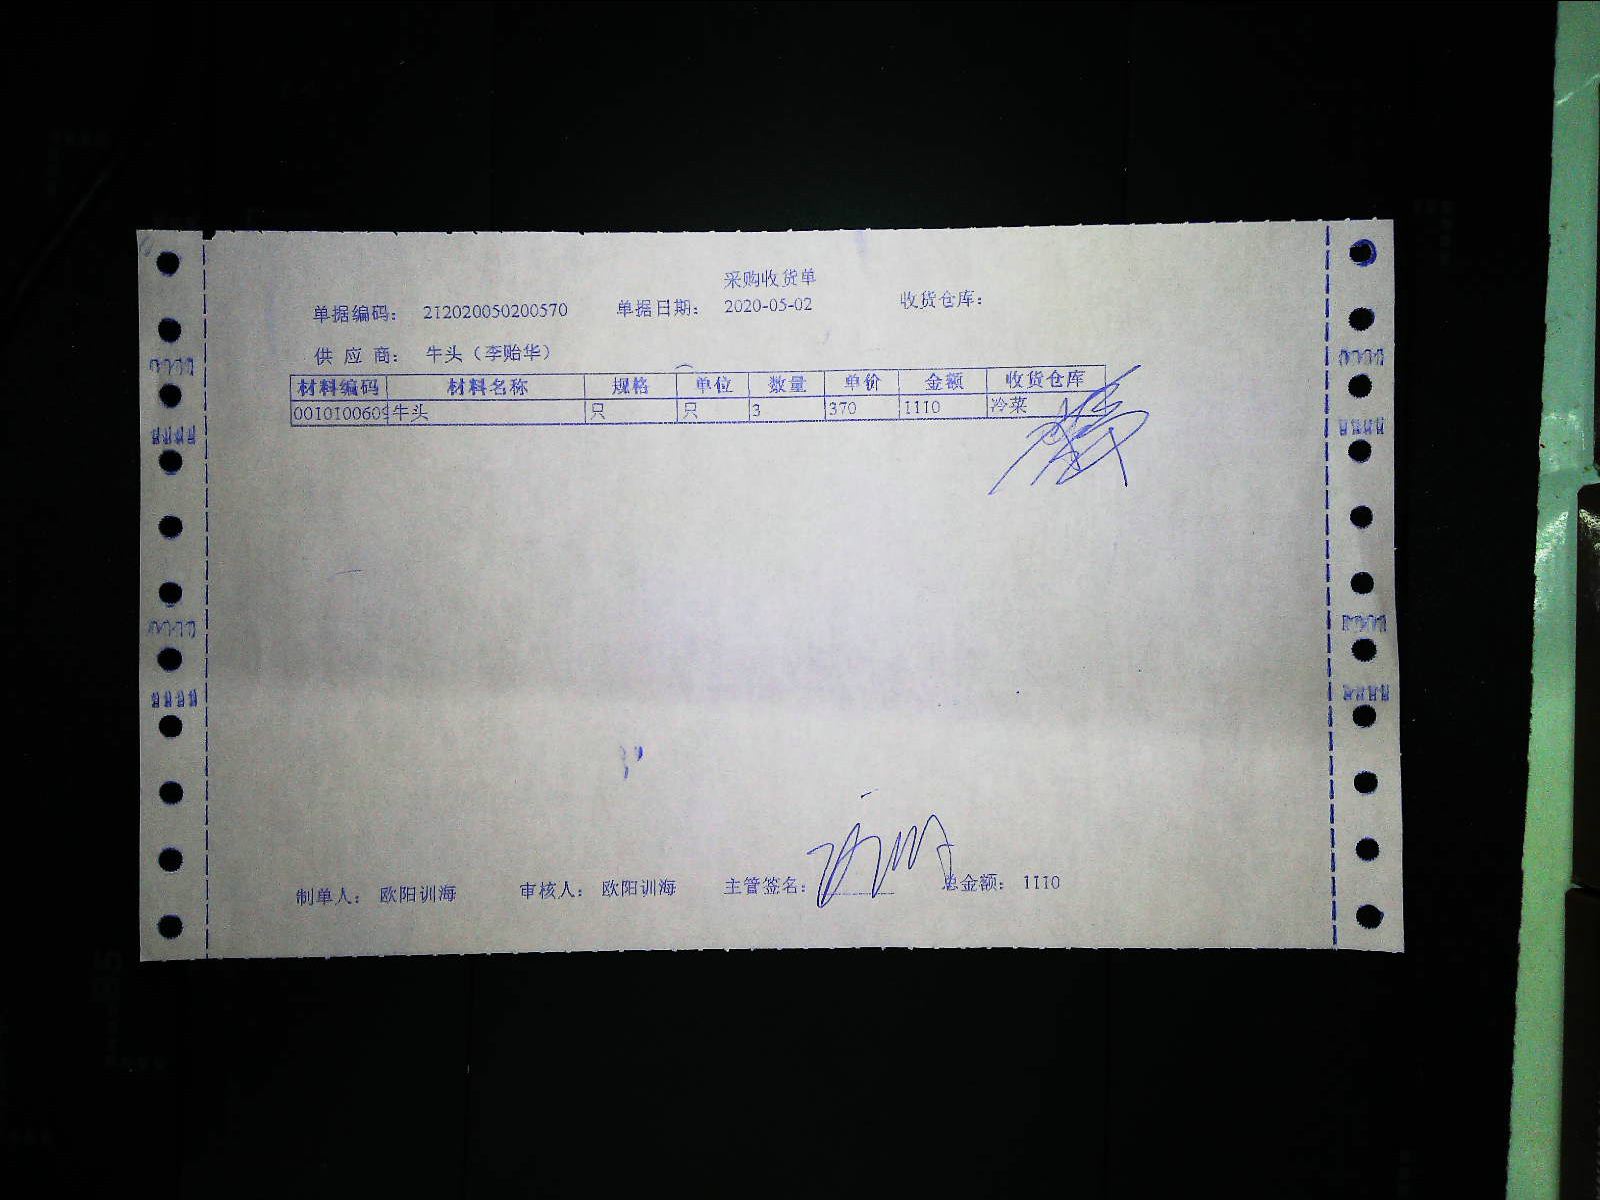 采购收货单
单据编码： 212020050200570 单据日期： 2020-05-02 收货仓库：
供 应 商： 牛头（李贻华）
材料编码 材料名称 规格 单位 数量 单价 金额 收货仓库
001010060 牛头 只 只 3 370 1110 冷菜
制单人： 欧阳训海 审核人： 欧阳训海 主管签名： 总金额： 1110